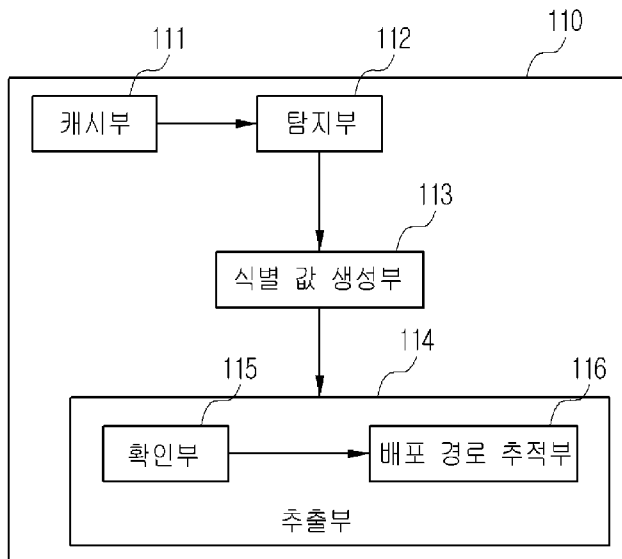 110
111
112
캐시부
탐지부
113
식별 값 생성부
114
115
116
확인부
배포 경로 추적부
추출부